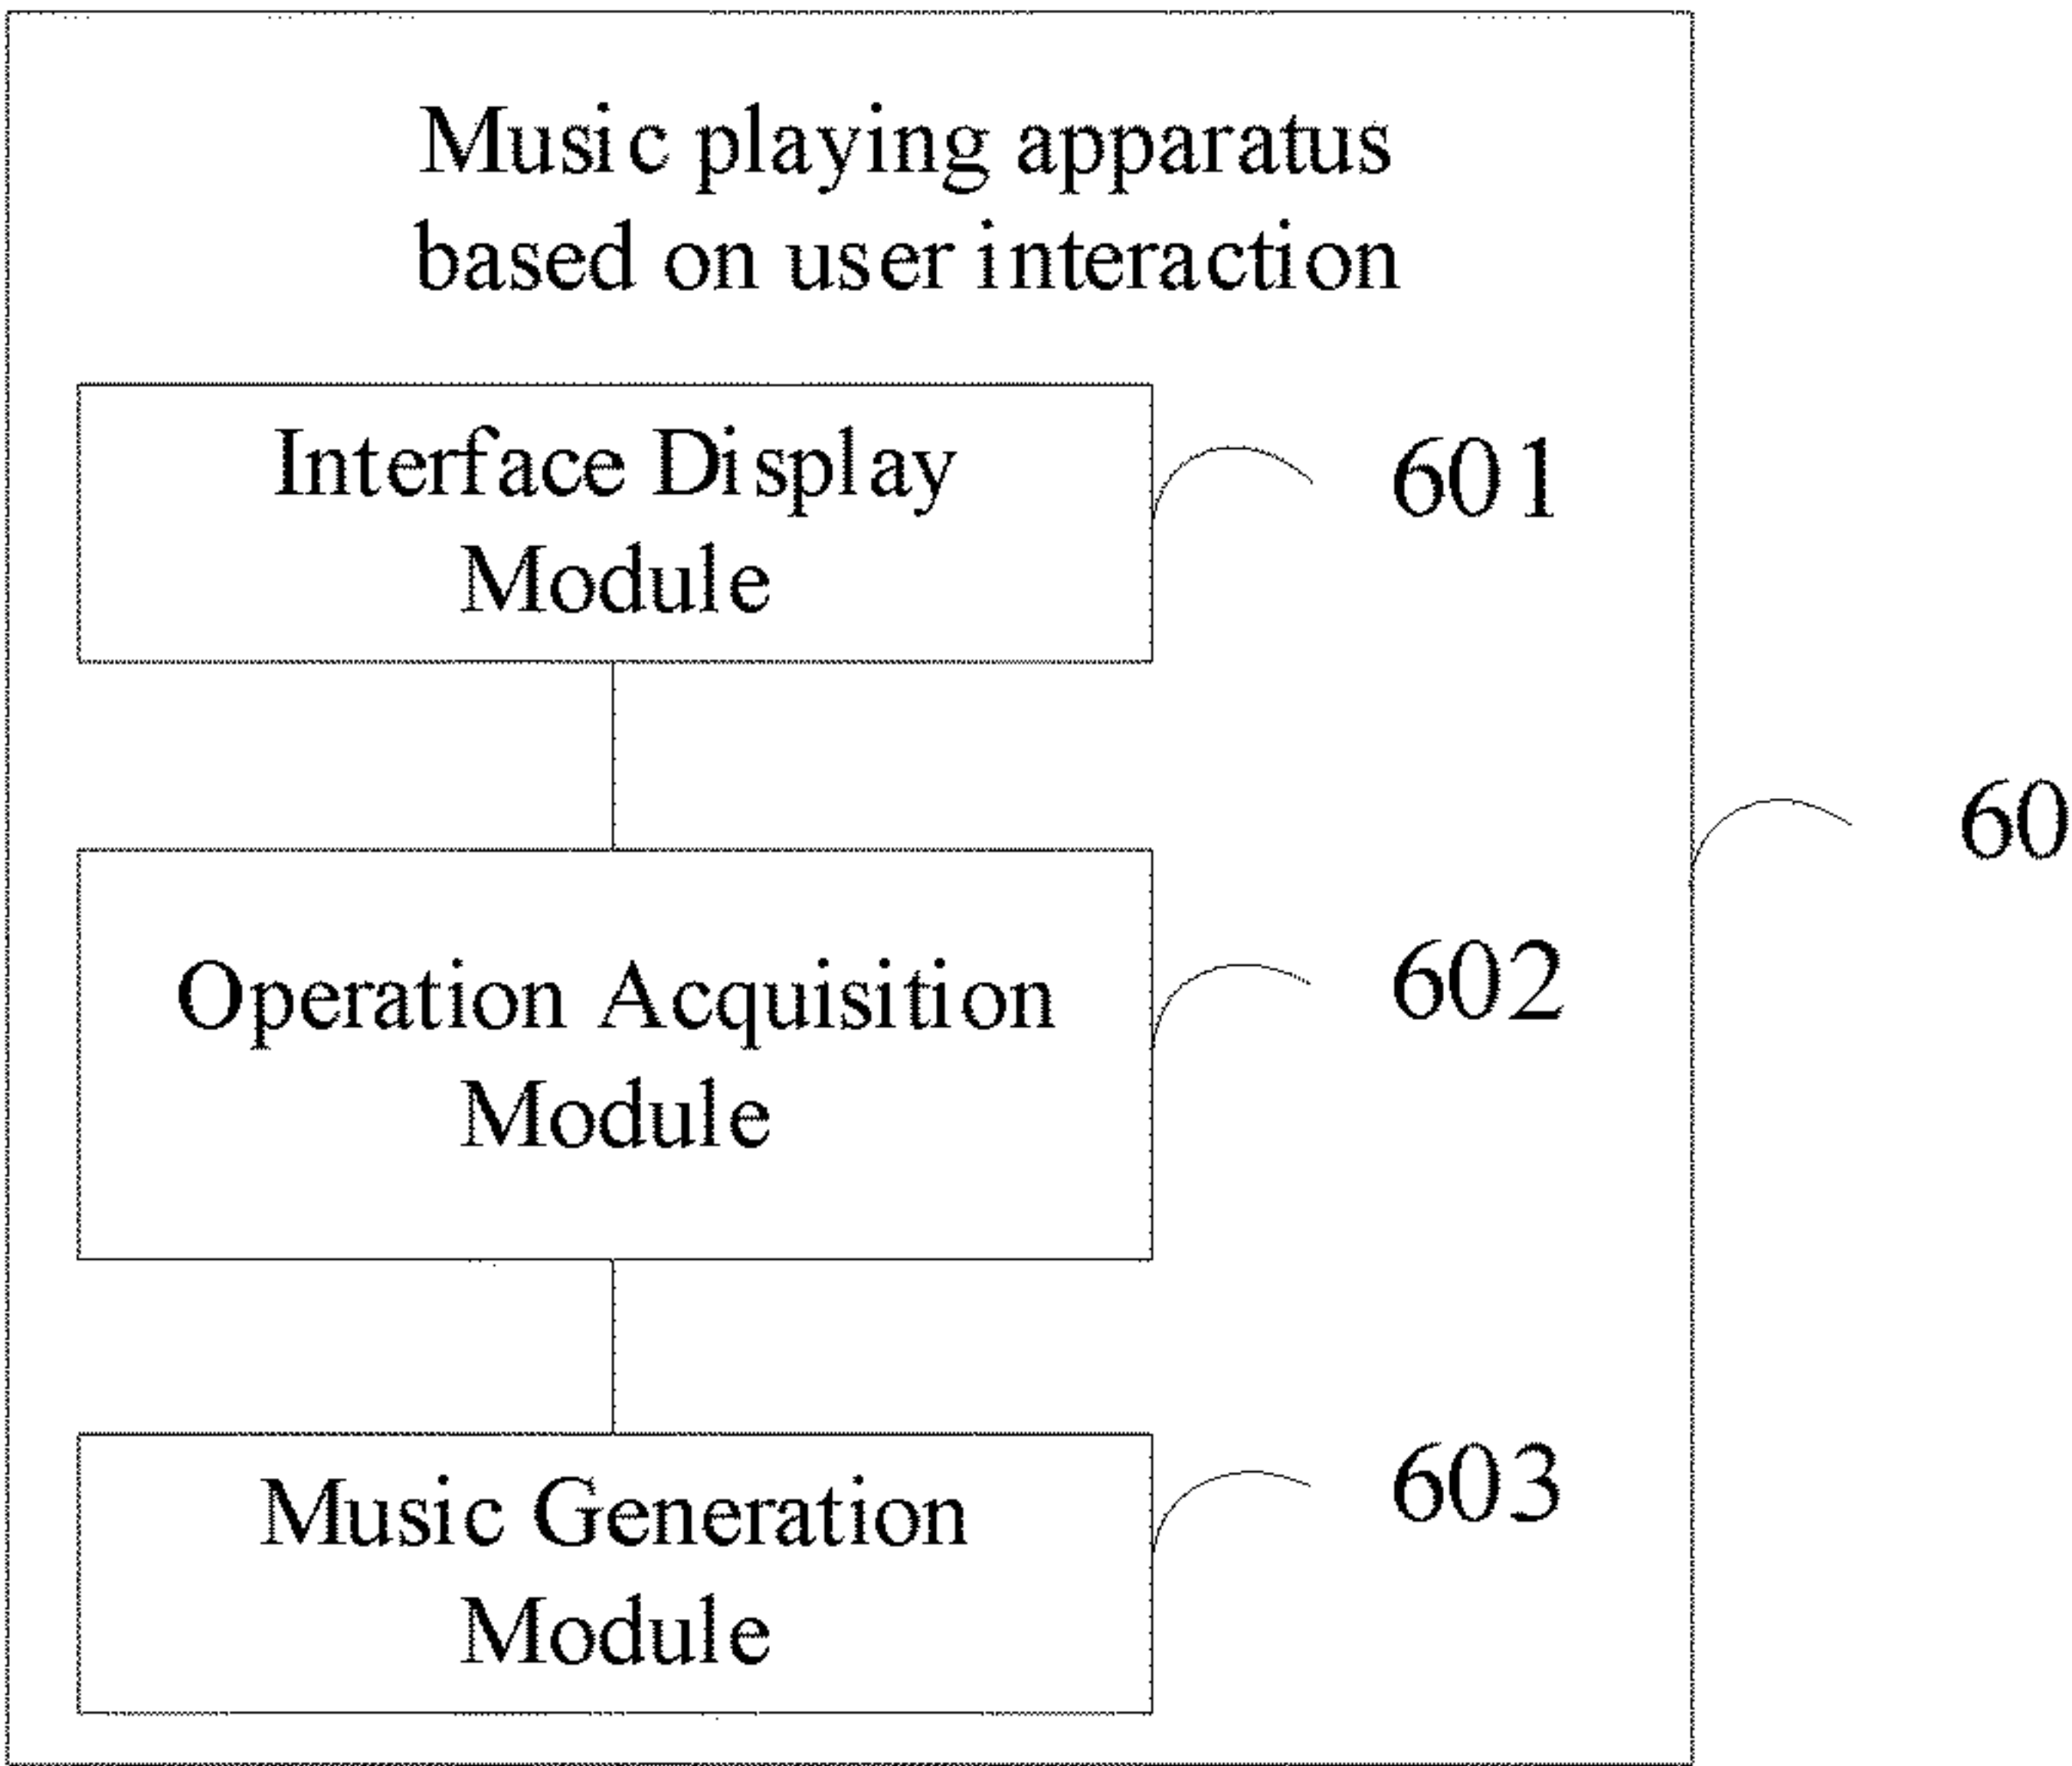 Music playing apparatus
based on user interaction
Interface Display
Module
601
60
Operation Acquisition
Module
602
Music Generation
Module
603